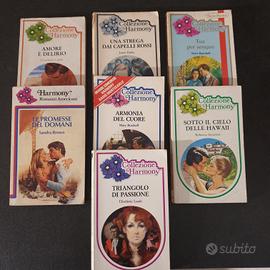 Collezione
Harmony
AMORE
E DELIRIO
Collezione
Harmony
UNA STREGA
DAI CAPELLI ROSSI
Collezione
Harmony
Tua
per sempre
Harmony
Romanzi Americani
LE PROMESSE
DEL DOMANI
Sandra Brown
Collezione
Harmony
ARMONIA
DEL CUORE
Collezione
Harmony
SOTTO IL CIELO
DELLE HAWAII
Collezione
Harmony
TRIANGOLO
DI PASSIONE
Charlotte Lamb
subito